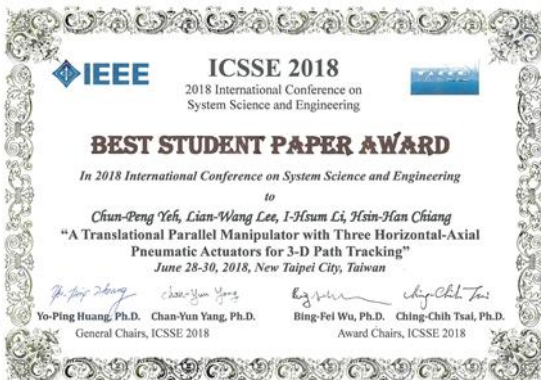 IEEE
ICSSE 2018
2018 International Conference on
System Science and Engineering
BEST STUDENT PAPER AWARD
In 2018 International Conference on System Science and Engineering
to
Chun-Peng Yeh, Lian-Wang Lee, I-Hsum Li, Hsin-Han Chiang
“A Translational Parallel Manipulator with Three Horizontal-Axial
Pneumatic Actuators for 3-D Path Tracking”
June 28-30, 2018, New Taipei City, Taiwan
Yo-Ping Huang, Ph.D. Chan-Yun Yang, Ph.D. Bing-Fei Wu, Ph.D. Ching-Chih Tsai, Ph.D.
General Chairs, ICSSE 2018 Award Chairs, ICSSE 2018